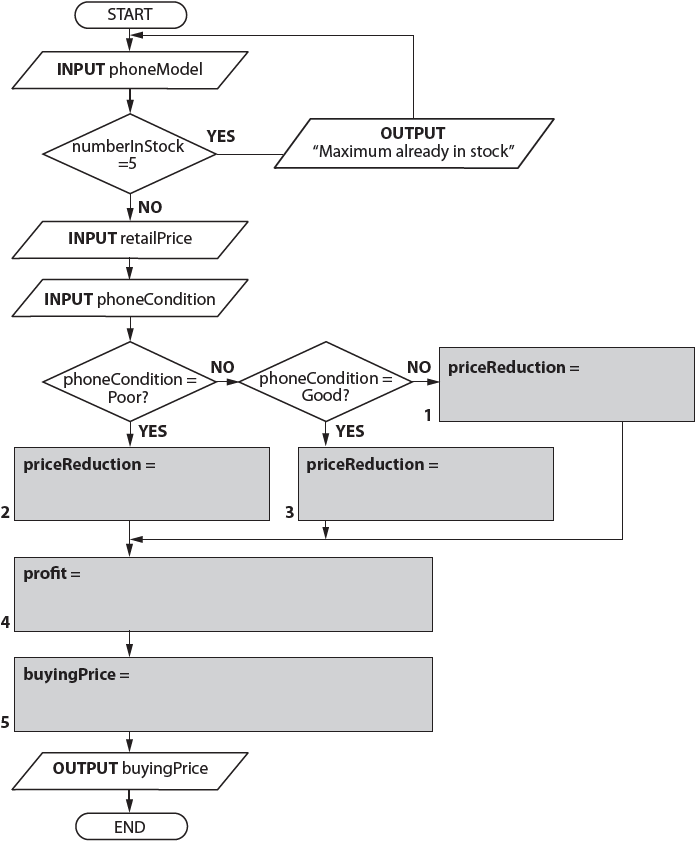 START
INPUT phoneModel
numberInStock
=5
YES
OUTPUT
“Maximum already in stock”
NO
INPUT retailPrice
INPUT phoneCondition
phoneCondition =
Poor?
NO
phoneCondition =
Good?
NO
priceReduction =
1
YES
YES
priceReduction =
2
priceReduction =
3
profit =
4
buyingPrice =
5
OUTPUT buyingPrice
END